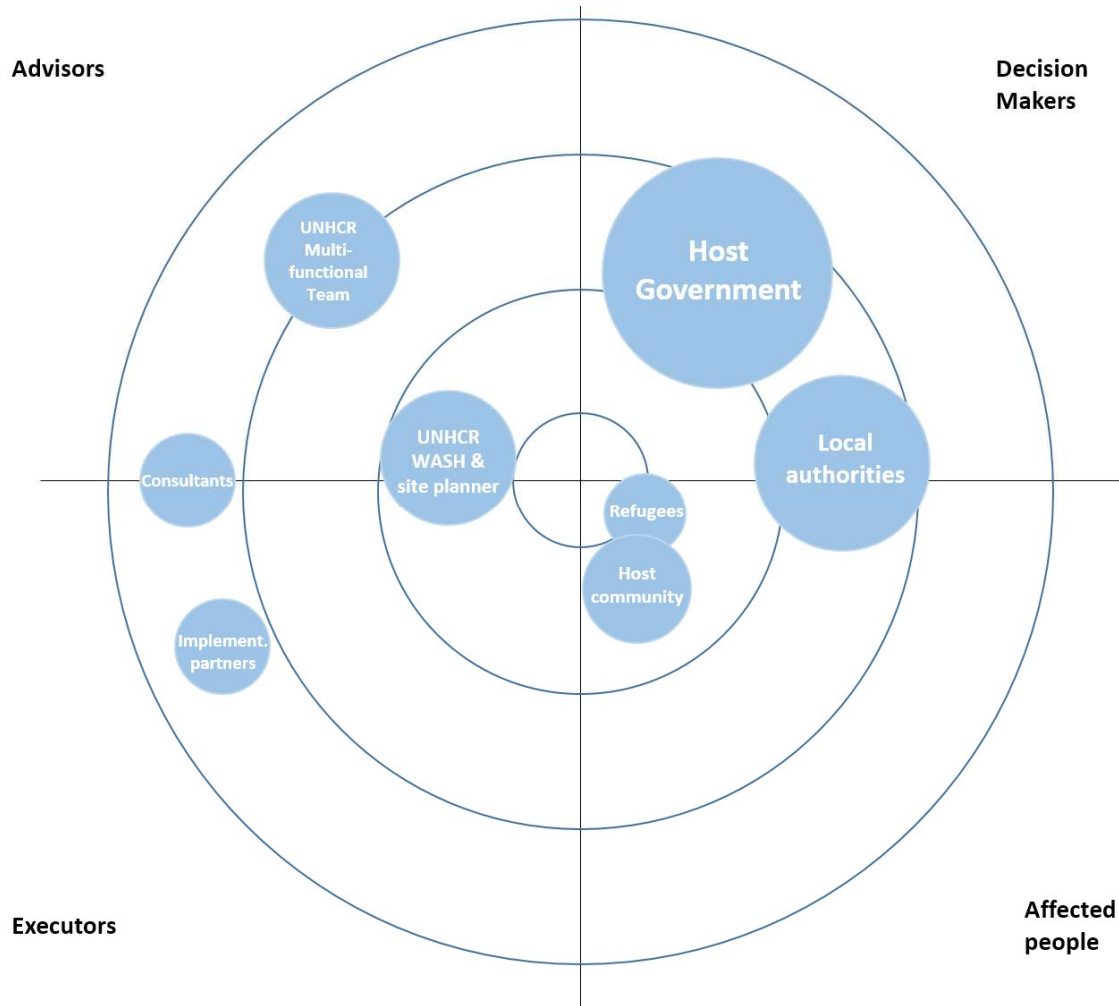 Advisors
Decision
Makers
UNHCR
Multi-
functional
Team
Host
Government
UNHCR
WASH &
site planner
Local
authorities
Consultants
Refugees
Host
community
Implement.
partners
Executors
Affected
people